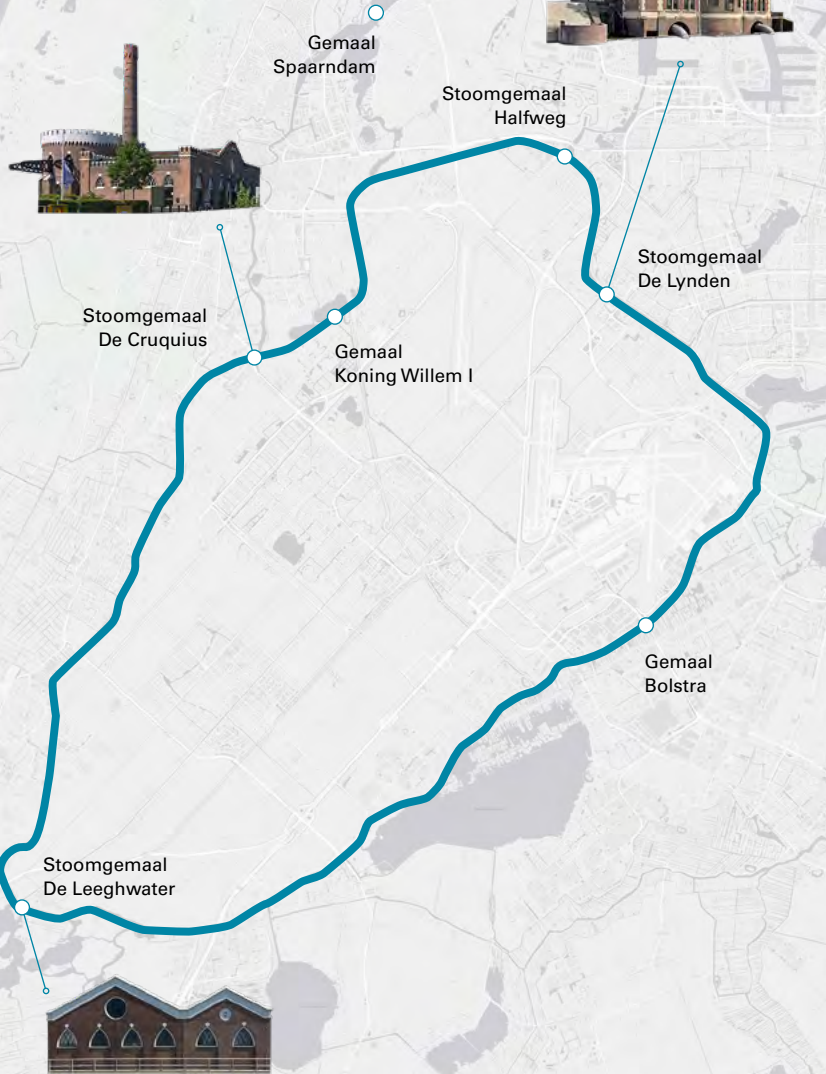 Gemaal
Spaarndam
Stoomgemaal
Halfweg
Stoomgemaal
De Lynden
Stoomgemaal
De Cruquius
Gemaal
Koning Willem I
Gemaal
Bolstra
Stoomgemaal
De Leeghwater